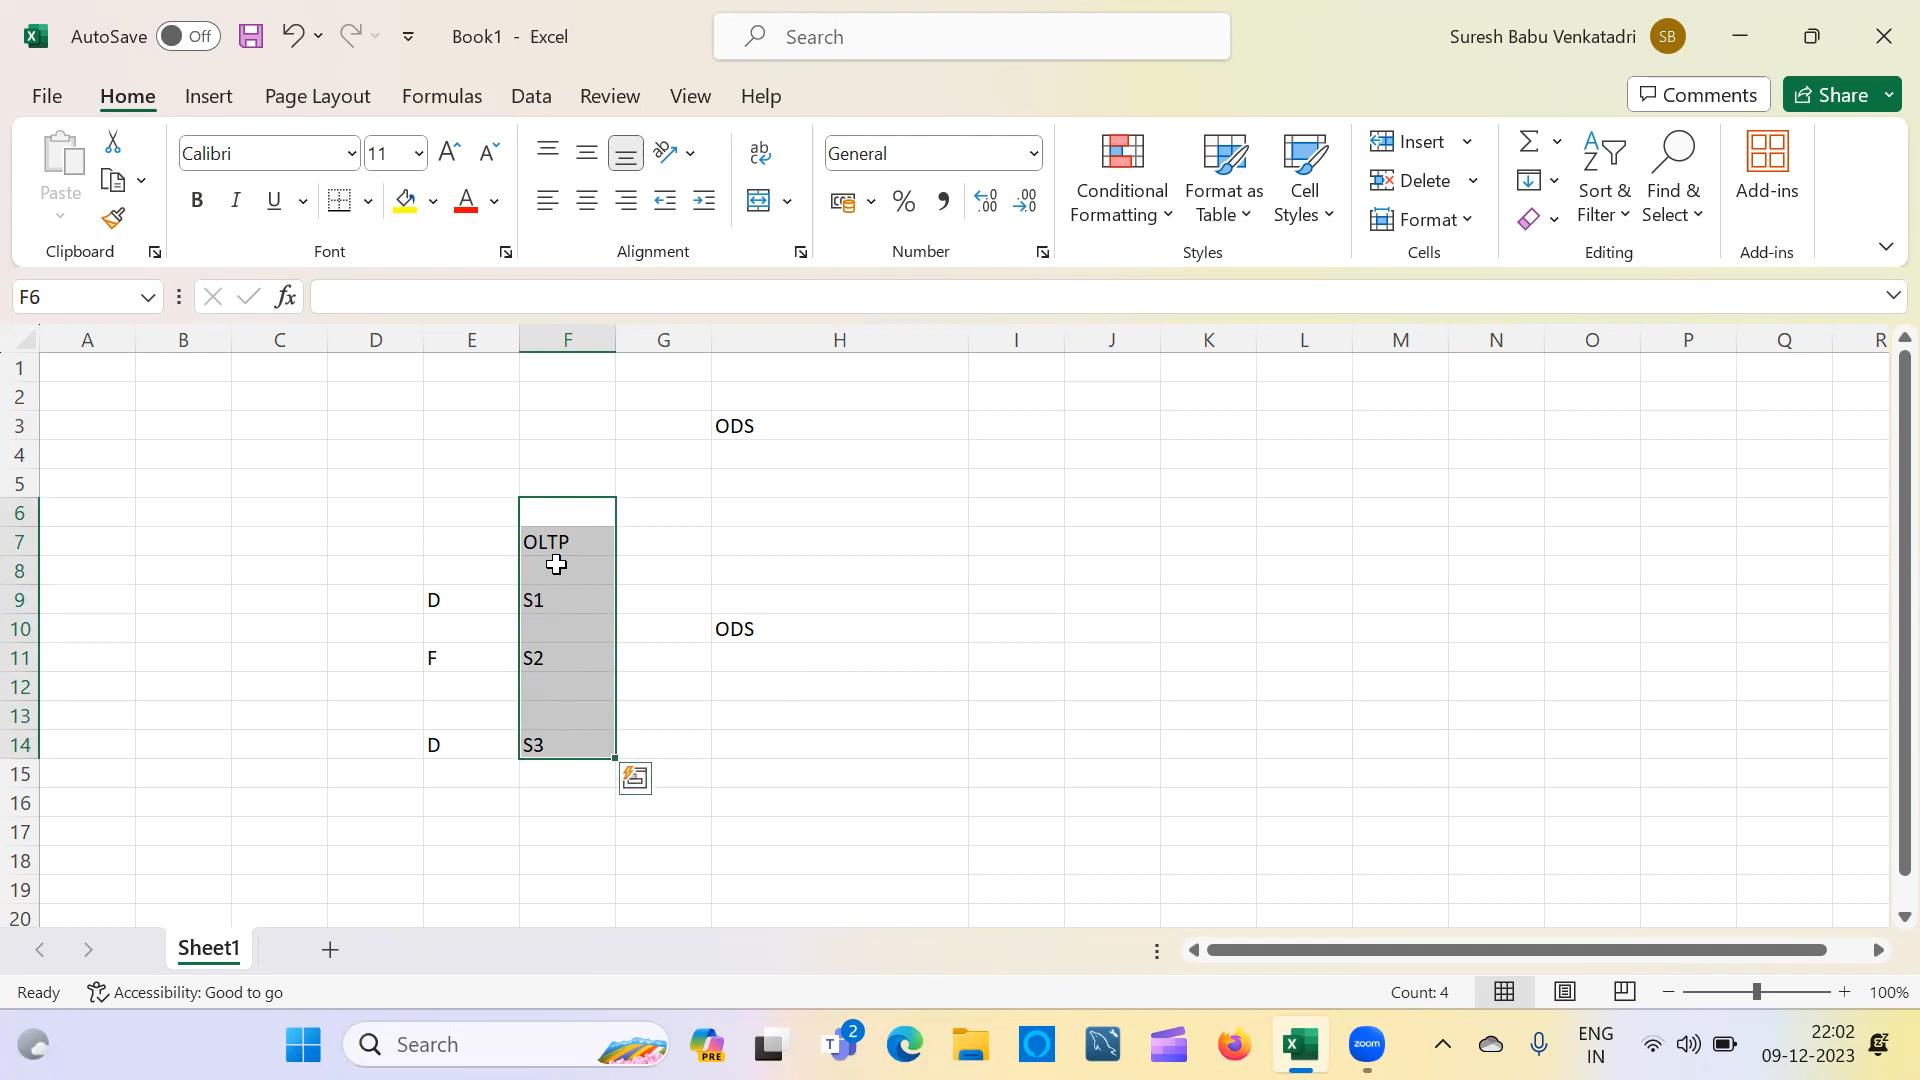 AutoSave Off Book1 - Excel Search Suresh Babu Venkatadri SB
File Home Insert Page Layout Formulas Data Review View Help Comments Share
Paste Calibri 11 General Conditional Formatting Format as Table Cell Styles Insert Delete Format Sort & Filter Find & Select Add-ins
Clipboard Font Alignment Number Styles Cells Editing Add-ins
F6 fx
A B C D E F G H I J K L M N O P Q R
1
2
3 ODS
4
5
6
7 OLTP
8
9 D S1
10 ODS
11 F S2
12
13
14 D S3
15
16
17
18
19
20
Sheet1
Ready Accessibility: Good to go Count: 4 100%
Search PRE 2 zoom ENG IN 22:02
09-12-2023